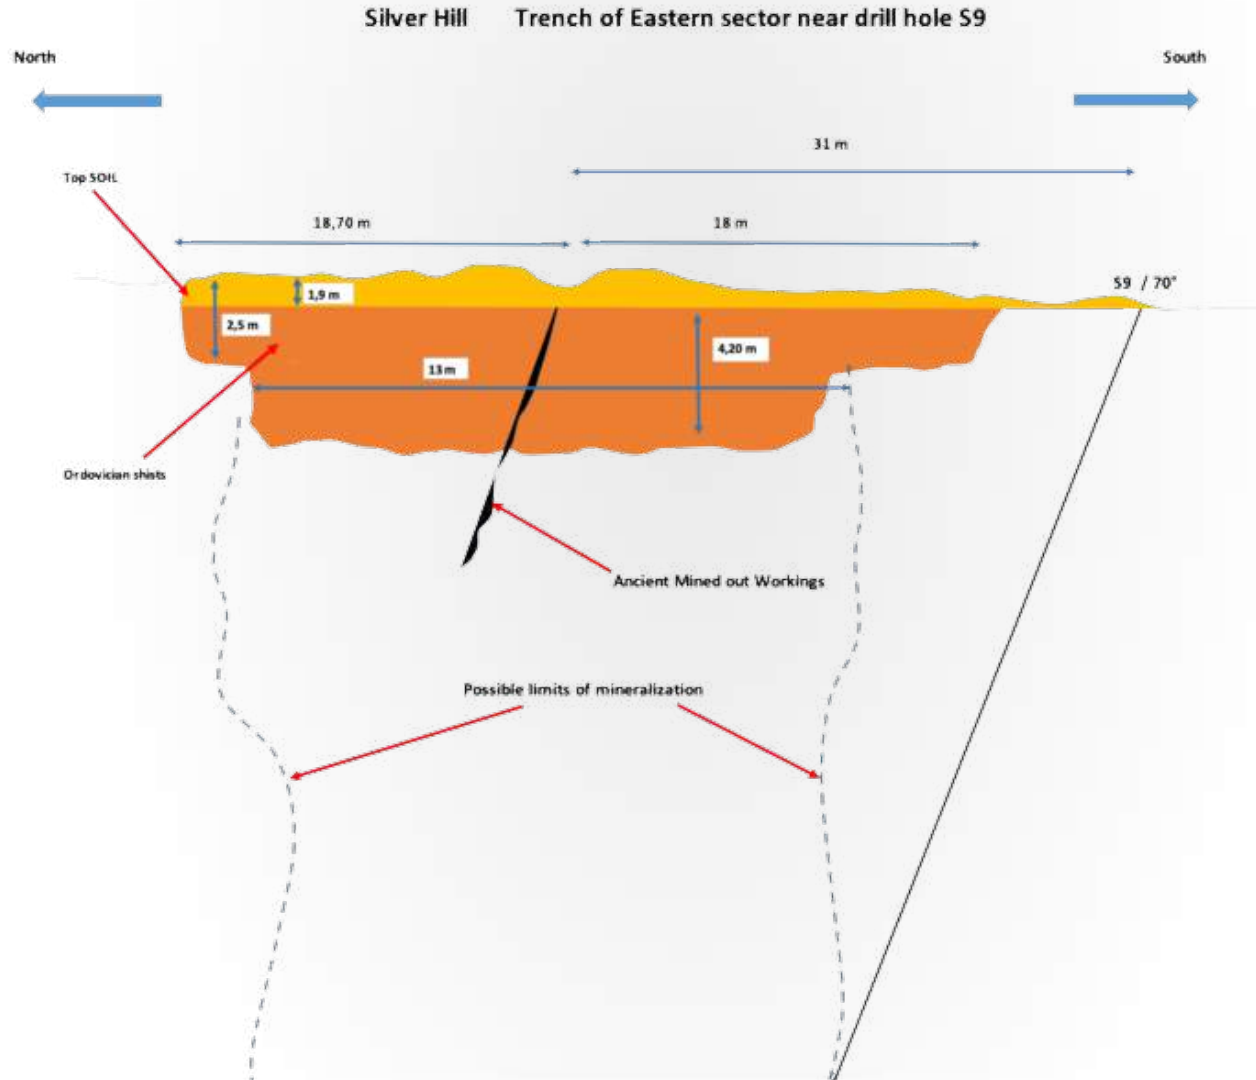 Silver Hill Trench of Eastern sector near drill hole S9
North
South
31 m
Top SOIL
18,70 m
18 m
S9 / 70°
1,9 m
2,5 m
4,20 m
13 m
Ordovician shists
Ancient Mined out Workings
Possible limits of mineralization